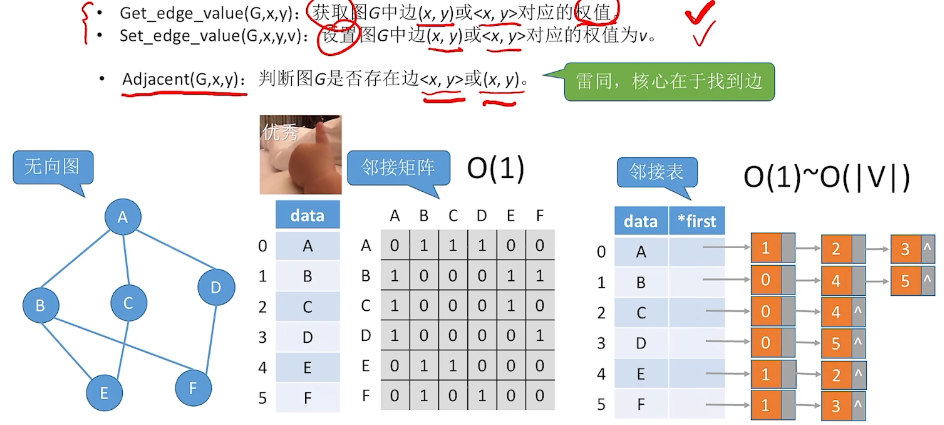 • Get_edge_value(G,x,y): 获取图G中边(x, y)或<x, y>对应的权值。
• Set_edge_value(G,x,y,v): 设置图G中边(x, y)或<x, y>对应的权值为v。
• Adjacent(G,x,y): 判断图G是否存在边<x, y>或(x, y)。
雷同，核心在于找到边
优秀
无向图
邻接矩阵
O(1)
邻接表
O(1)~O(|V|)
A
B
C
D
E
F
data
0 A
1 B
2 C
3 D
4 E
5 F
A B C D E F
A 0 1 1 1 0 0
B 1 0 0 0 1 1
C 1 0 0 0 1 0
D 1 0 0 0 0 1
E 0 1 1 0 0 0
F 0 1 0 1 0 0
data *first
0 A 1 2 3 ^
1 B 0 4 5 ^
2 C 0 4 ^
3 D 0 5 ^
4 E 1 2 ^
5 F 1 3 ^